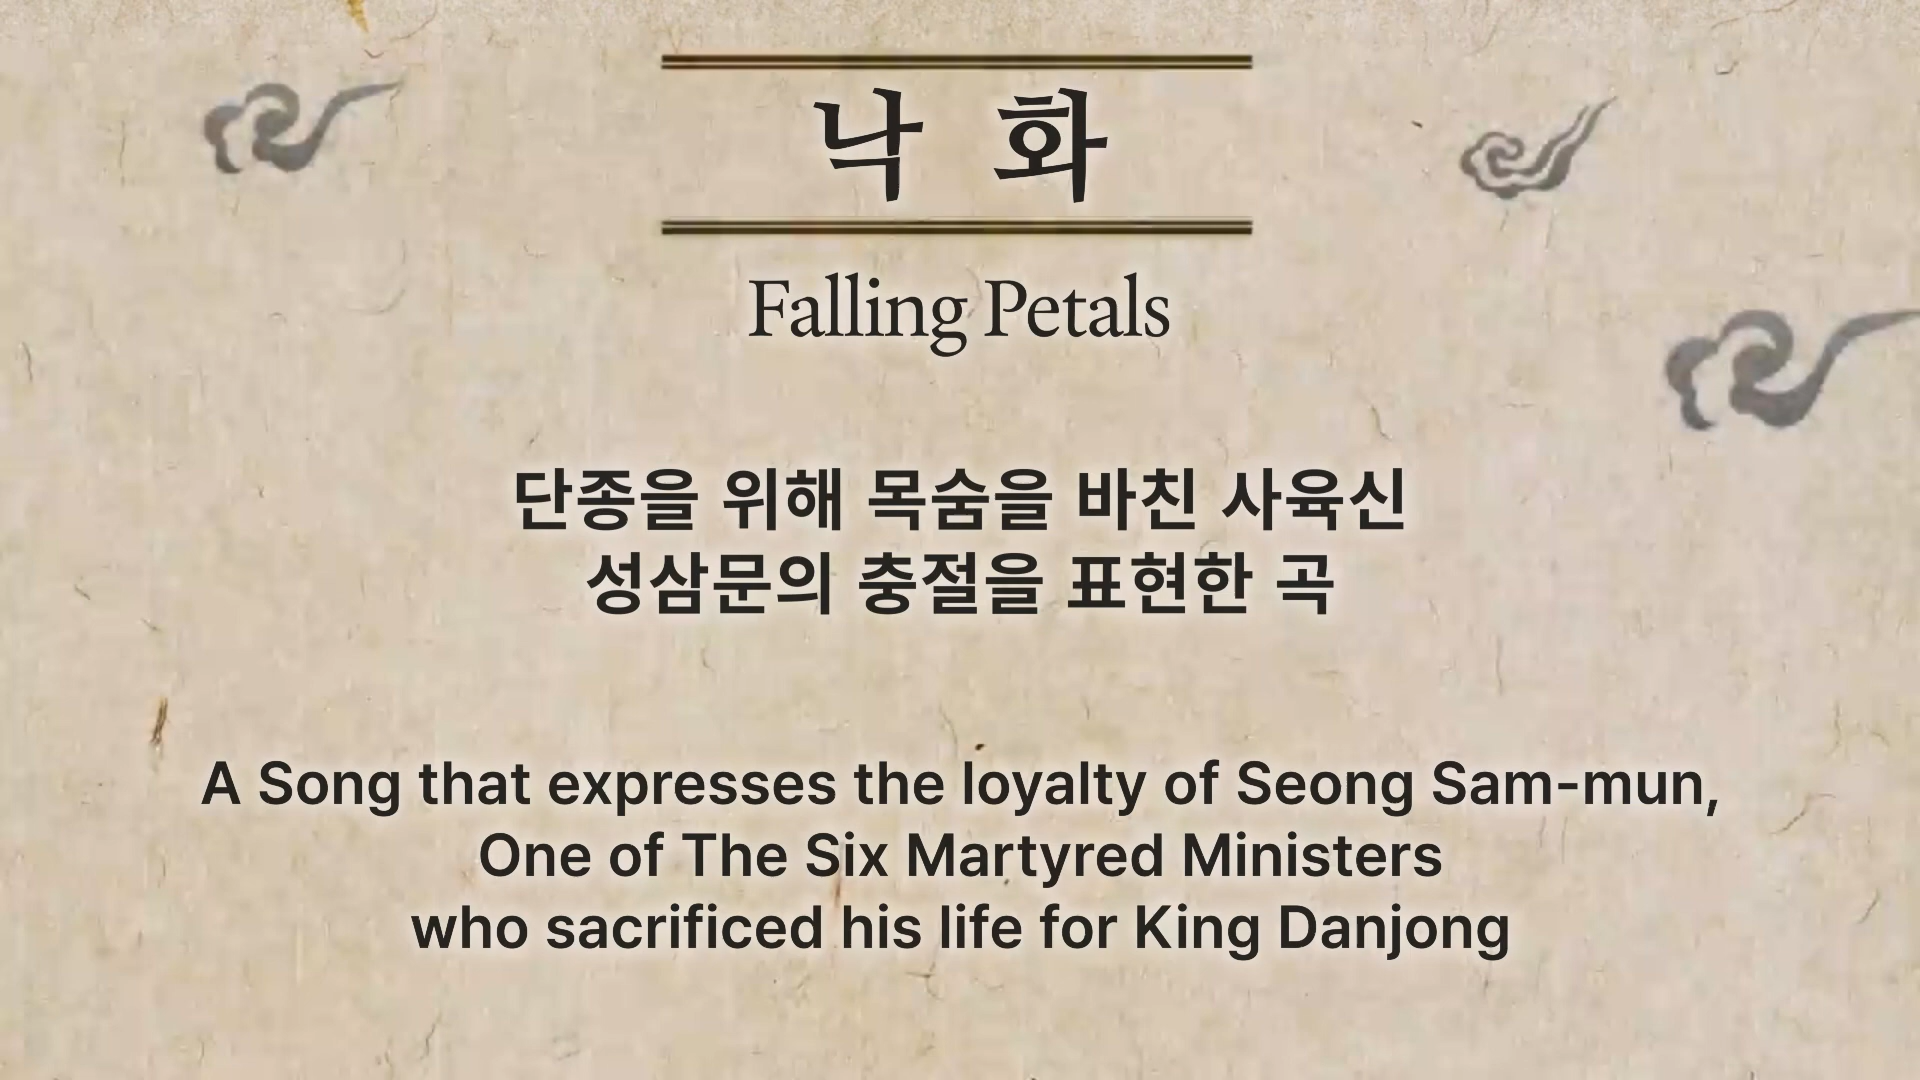 낙 화
Falling Petals
단종을 위해 목숨을 바친 사육신
성삼문의 충절을 표현한 곡
A Song that expresses the loyalty of Seong Sam-mun,
One of The Six Martyred Ministers
who sacrificed his life for King Danjong